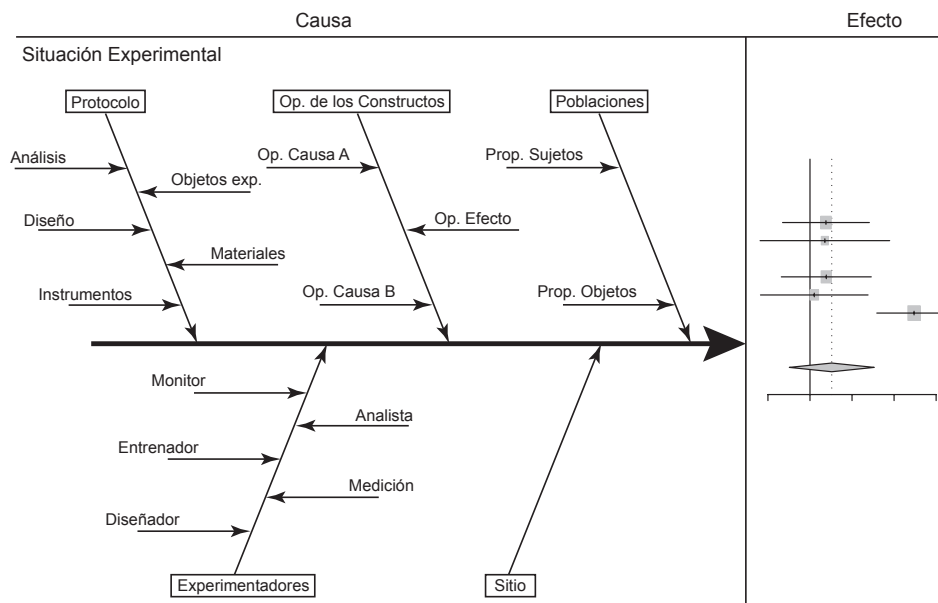 Causa
Efecto
Situación Experimental
Protocolo
Op. de los Constructos
Poblaciones
Análisis
Op. Causa A
Prop. Sujetos
Objetos exp.
Diseño
Op. Efecto
Materiales
Instrumentos
Op. Causa B
Prop. Objetos
Monitor
Analista
Entrenador
Medición
Diseñador
Experimentadores
Sitio